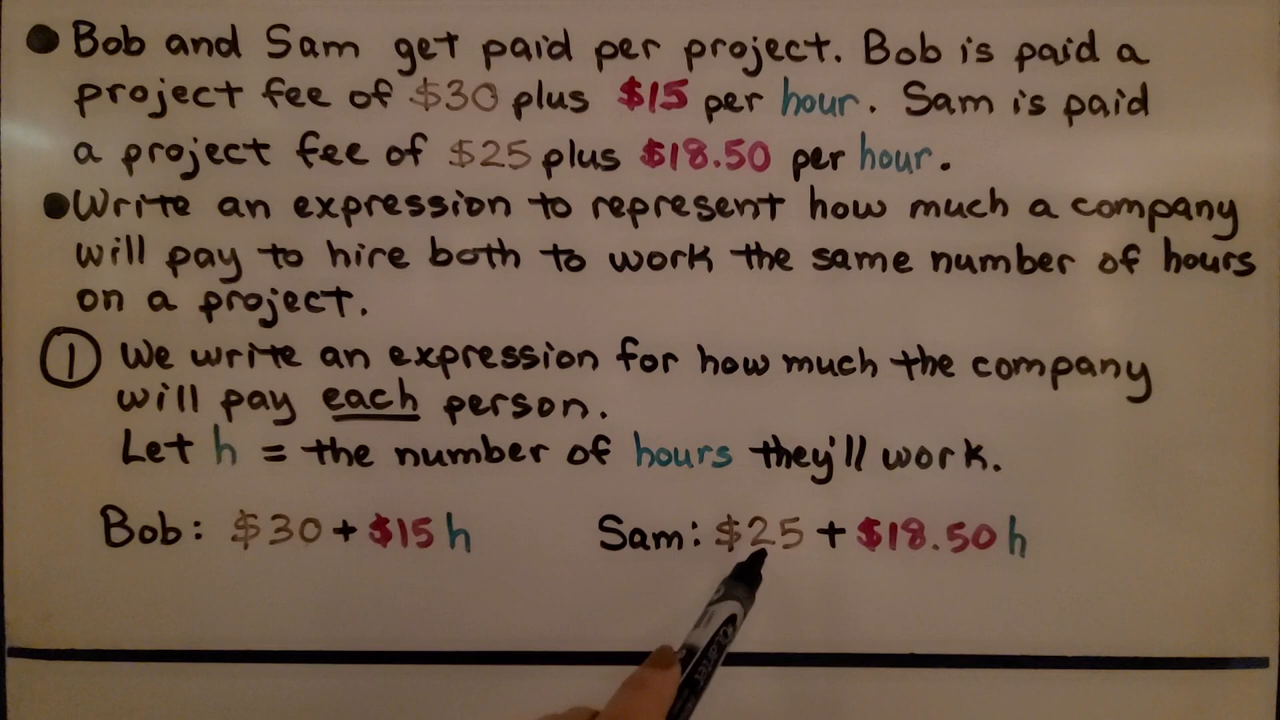 ● Bob and Sam get paid per project. Bob is paid a
project fee of $30 plus $15 per hour. Sam is paid
a project fee of $25 plus $18.50 per hour.
● Write an expression to represent how much a company
will pay to hire both to work the same number of hours
on a project.
① We write an expression for how much the company
will pay each person.
Let h = the number of hours they'll work.
Bob: $30 + $15h Sam: $25 + $18.50h